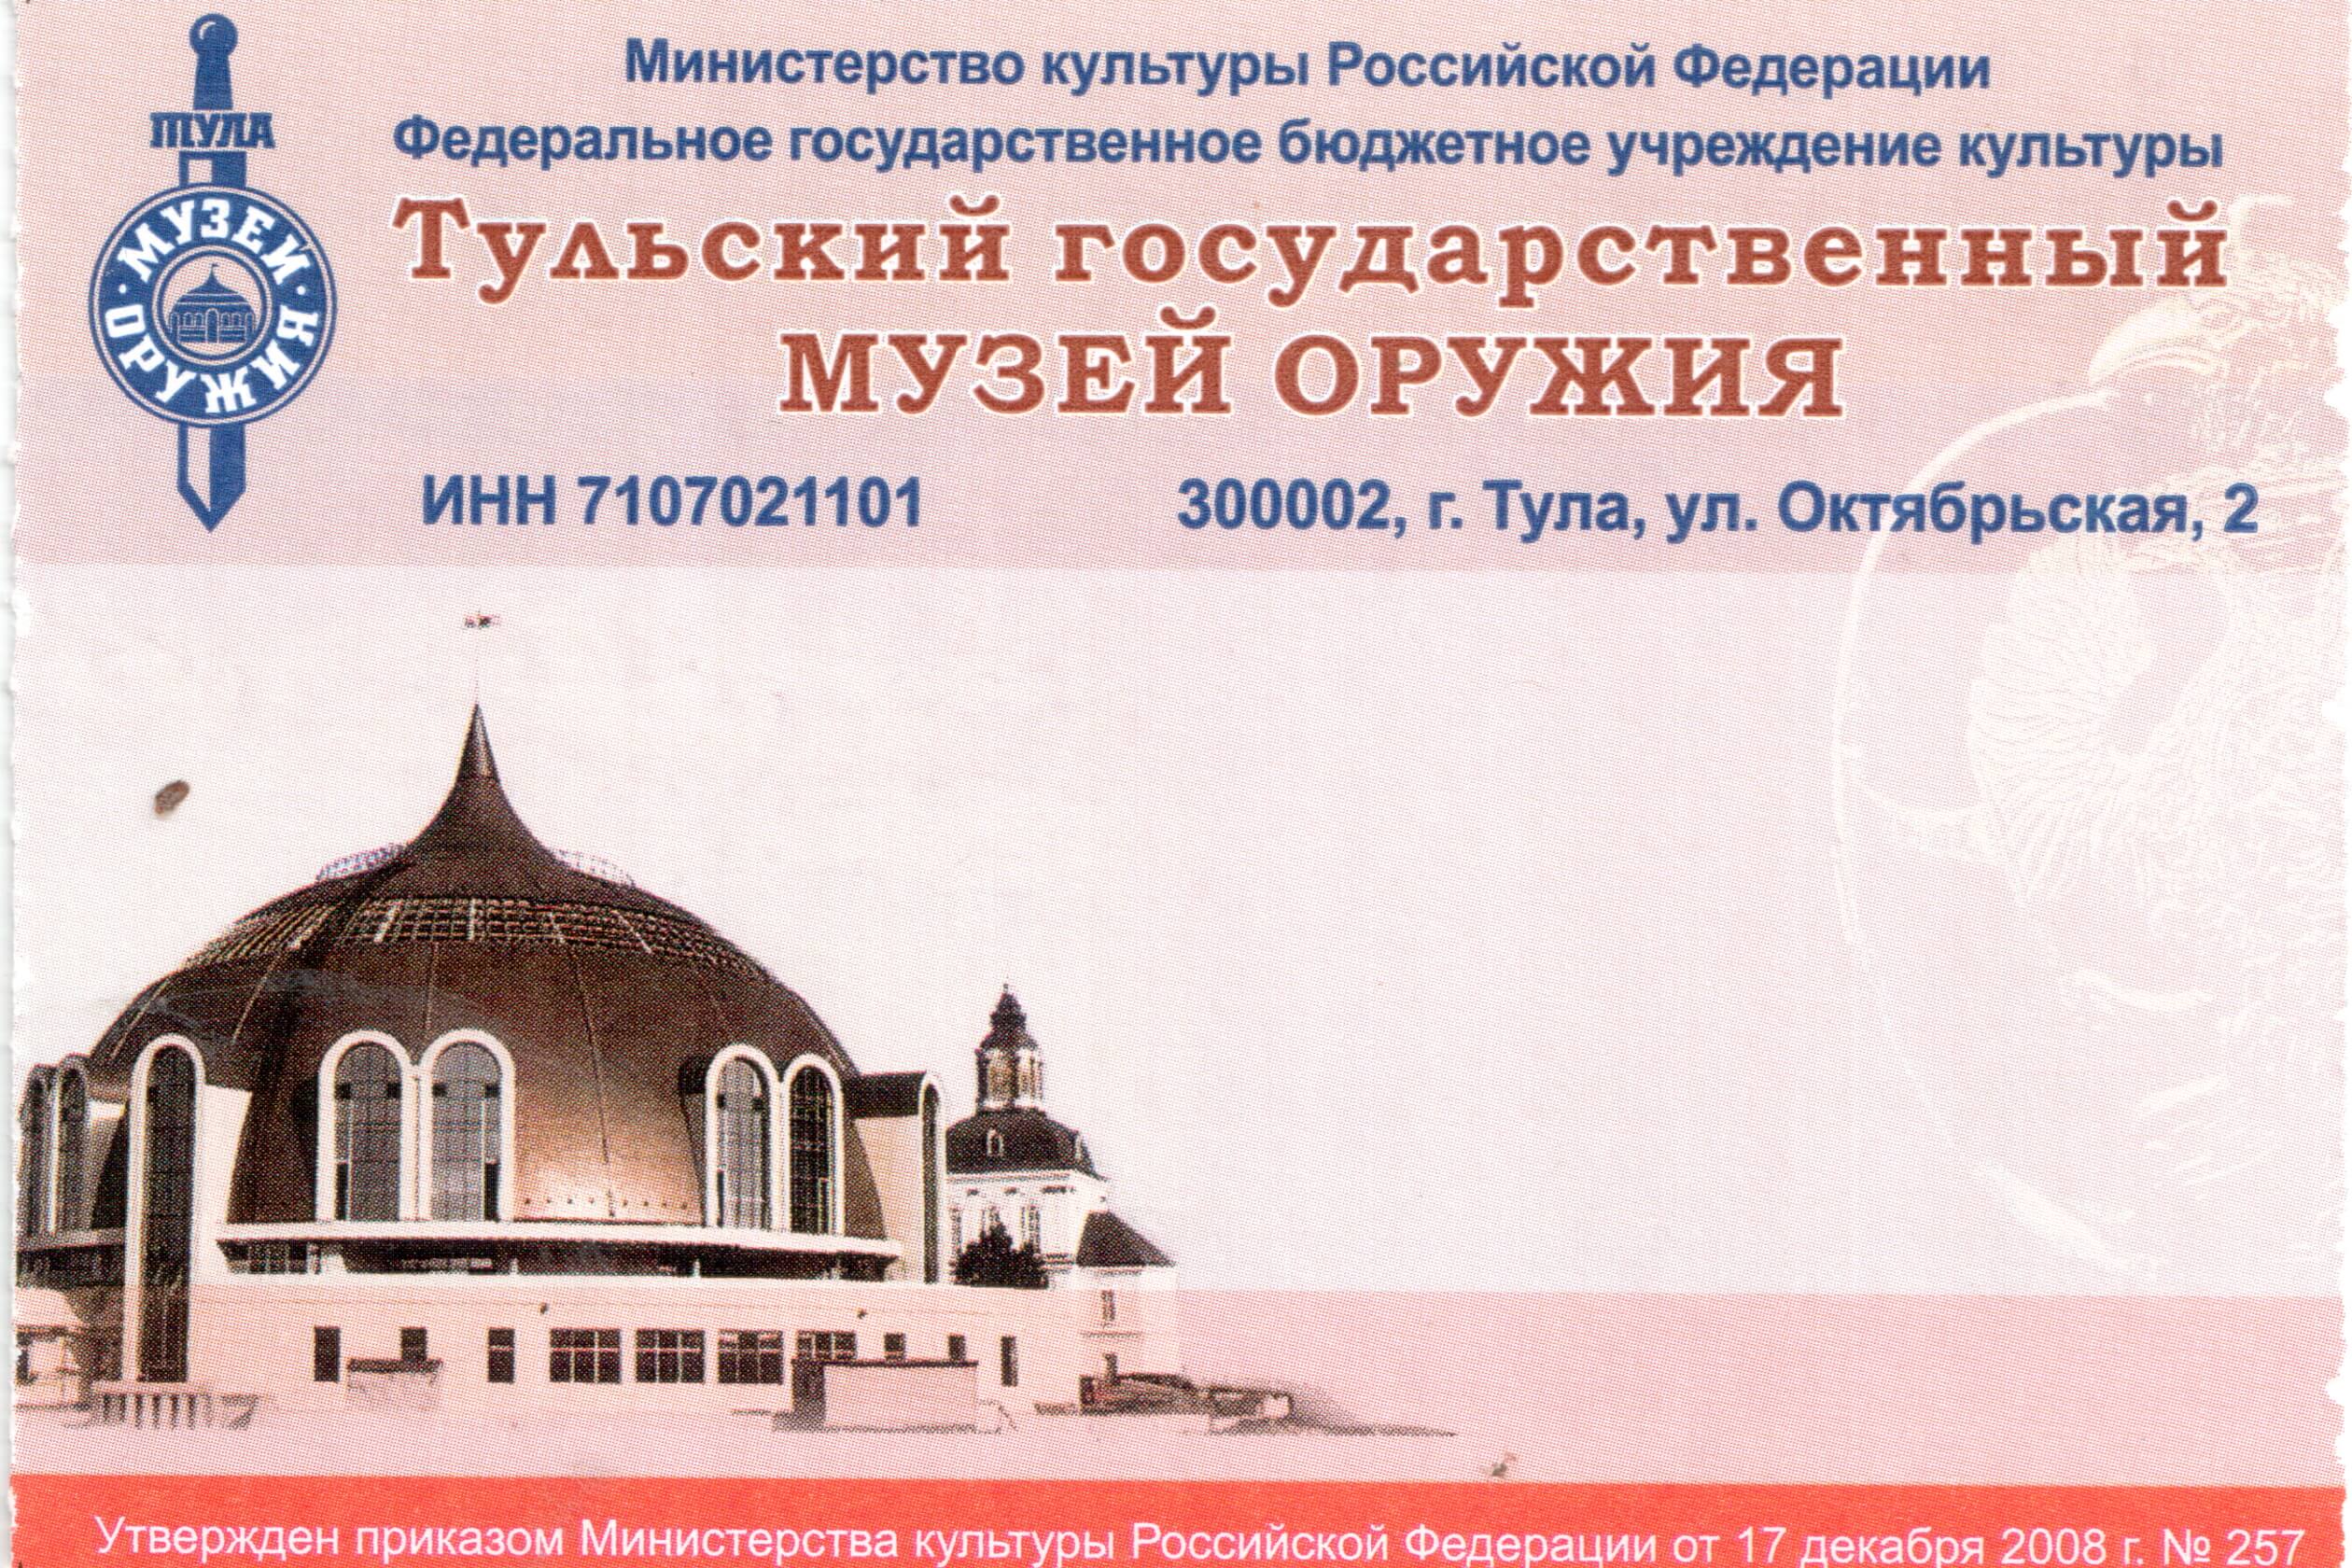 ТУЛА
МУЗЕЙ ОРУЖИЯ
Министерство культуры Российской Федерации
Федеральное государственное бюджетное учреждение культуры
Тульский государственный
МУЗЕЙ ОРУЖИЯ
ИНН 7107021101
300002, г. Тула, ул. Октябрьская, 2
Утвержден приказом Министерства культуры Российской Федерации от 17 декабря 2008 г. № 257